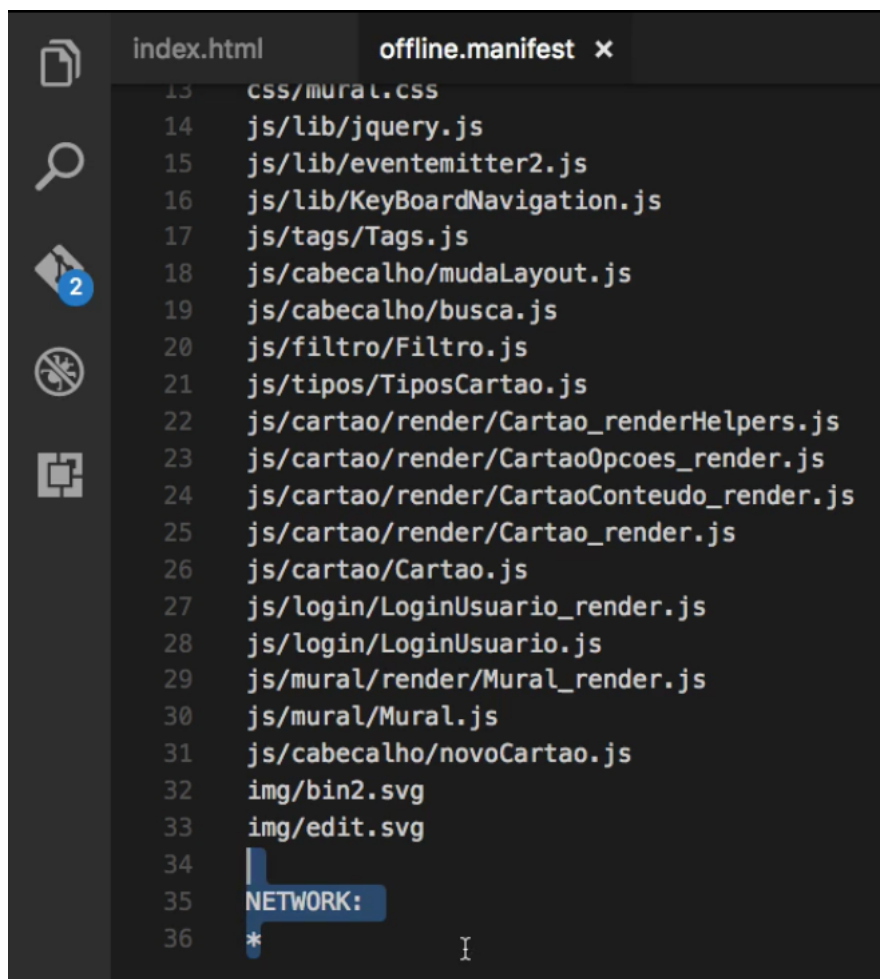 index.html offline.manifest ×
13 css/mural.css
14 js/lib/jquery.js
15 js/lib/eventemitter2.js
16 js/lib/KeyBoardNavigation.js
17 js/tags/Tags.js
2
18 js/cabecalho/mudaLayout.js
19 js/cabecalho/busca.js
20 js/filtro/Filtro.js
21 js/tipos/TiposCartao.js
22 js/cartao/render/Cartao_renderHelpers.js
23 js/cartao/render/CartaoOpcoes_render.js
24 js/cartao/render/CartaoConteudo_render.js
25 js/cartao/render/Cartao_render.js
26 js/cartao/Cartao.js
27 js/login/LoginUsuario_render.js
28 js/login/LoginUsuario.js
29 js/mural/render/Mural_render.js
30 js/mural/Mural.js
31 js/cabecalho/novoCartao.js
32 img/bin2.svg
33 img/edit.svg
34
35 NETWORK:
36 *